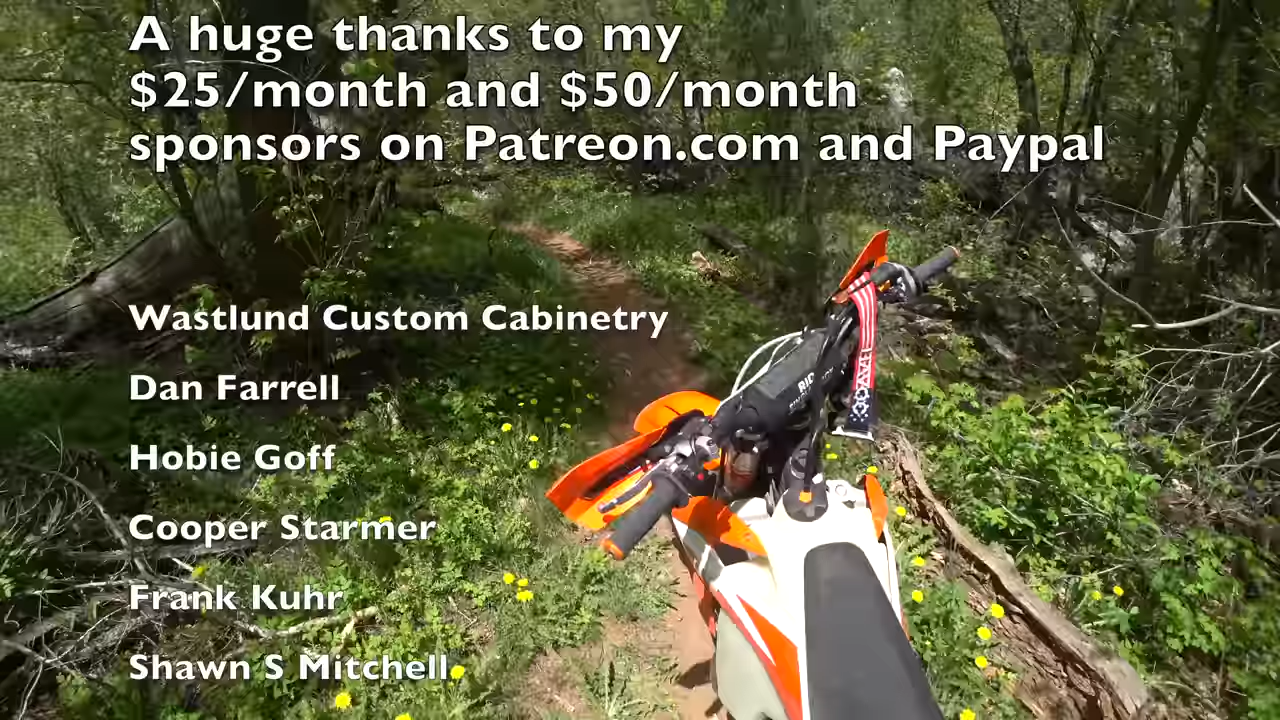 A huge thanks to my
$25/month and $50/month
sponsors on Patreon.com and Paypal
Wastlund Custom Cabinetry
Dan Farrell
Hobie Goff
Cooper Starmer
Frank Kuhr
Shawn S Mitchell